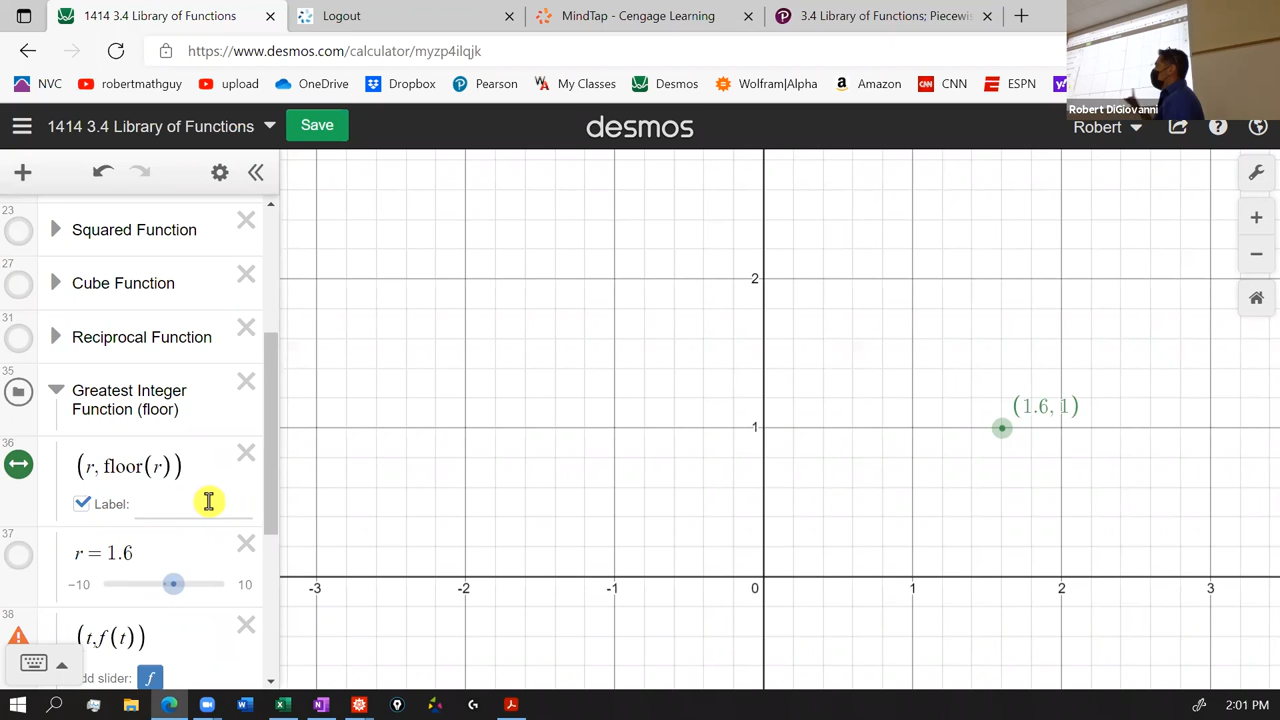 1414 3.4 Library of Functions
Logout
MindTap - Cengage Learning
3.4 Library of Functions; Piecewis
https://www.desmos.com/calculator/myzp4ilqjk
NVC
robertmathguy
upload
OneDrive
Dropbox
Pearson
My Classes
Desmos
Wolfram|Alpha
Amazon
CNN
ESPN
Robert DiGiovanni
1414 3.4 Library of Functions
Save
desmos
Robert
23
Squared Function
27
Cube Function
31
Reciprocal Function
35
Greatest Integer
Function (floor)
36
(r, floor(r))
Label:
37
r = 1.6
−10
10
38
(t,f(t))
dd slider: f
2
(1.6, 1)
1
-3
-2
-1
0
1
2
3
2:01 PM